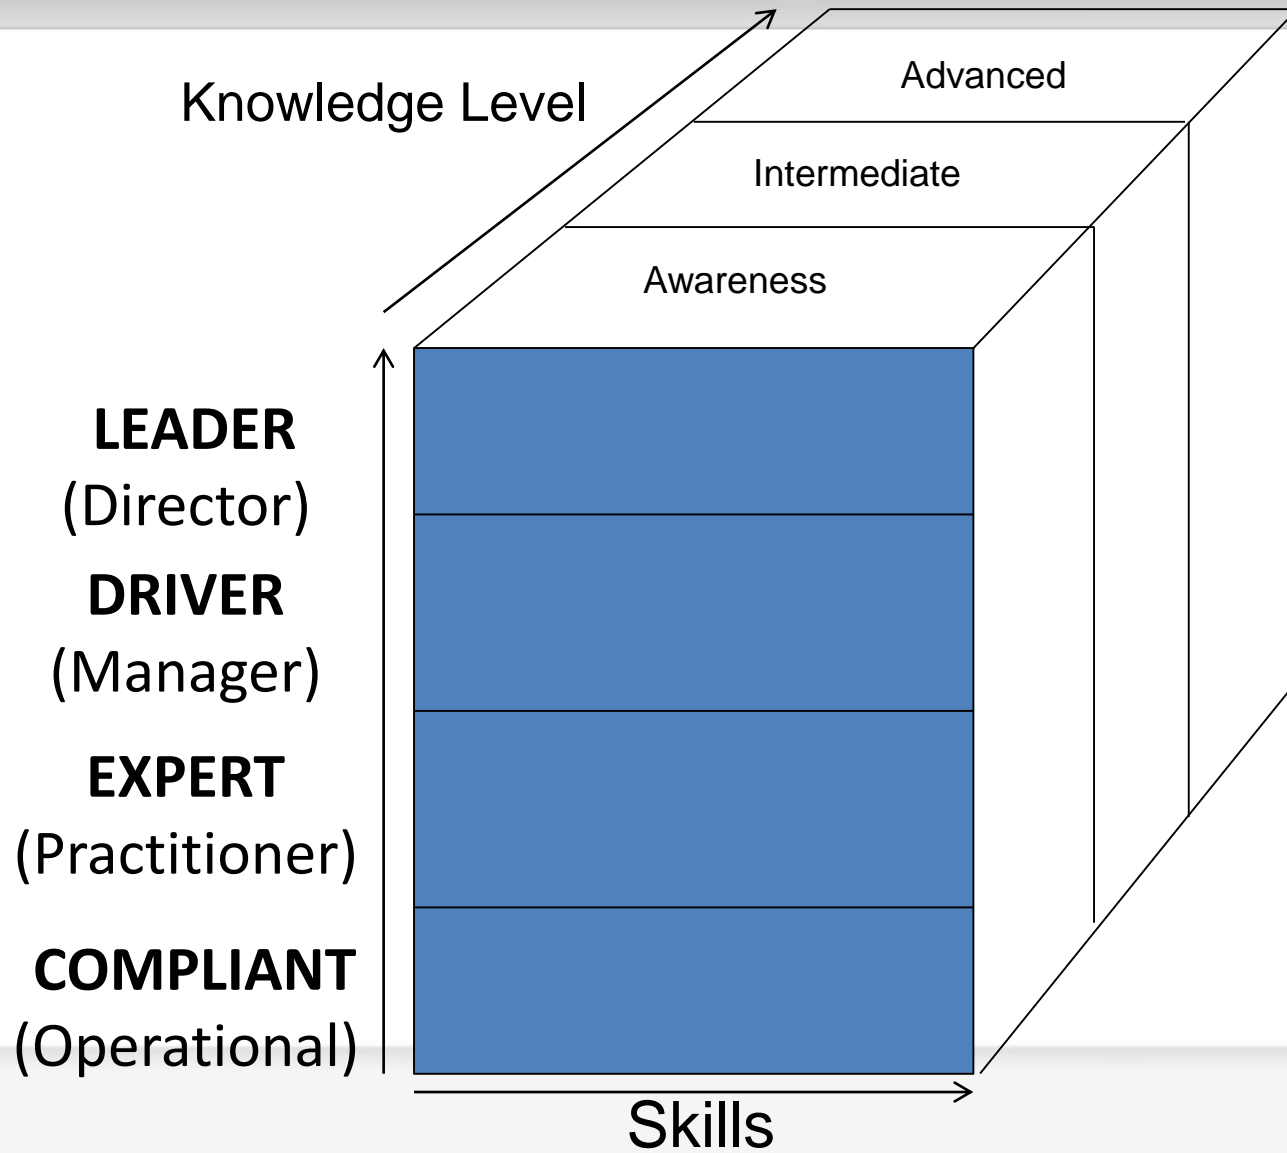 Knowledge Level
Advanced
Intermediate
Awareness
LEADER
(Director)
DRIVER
(Manager)
EXPERT
(Practitioner)
COMPLIANT
(Operational)
Skills